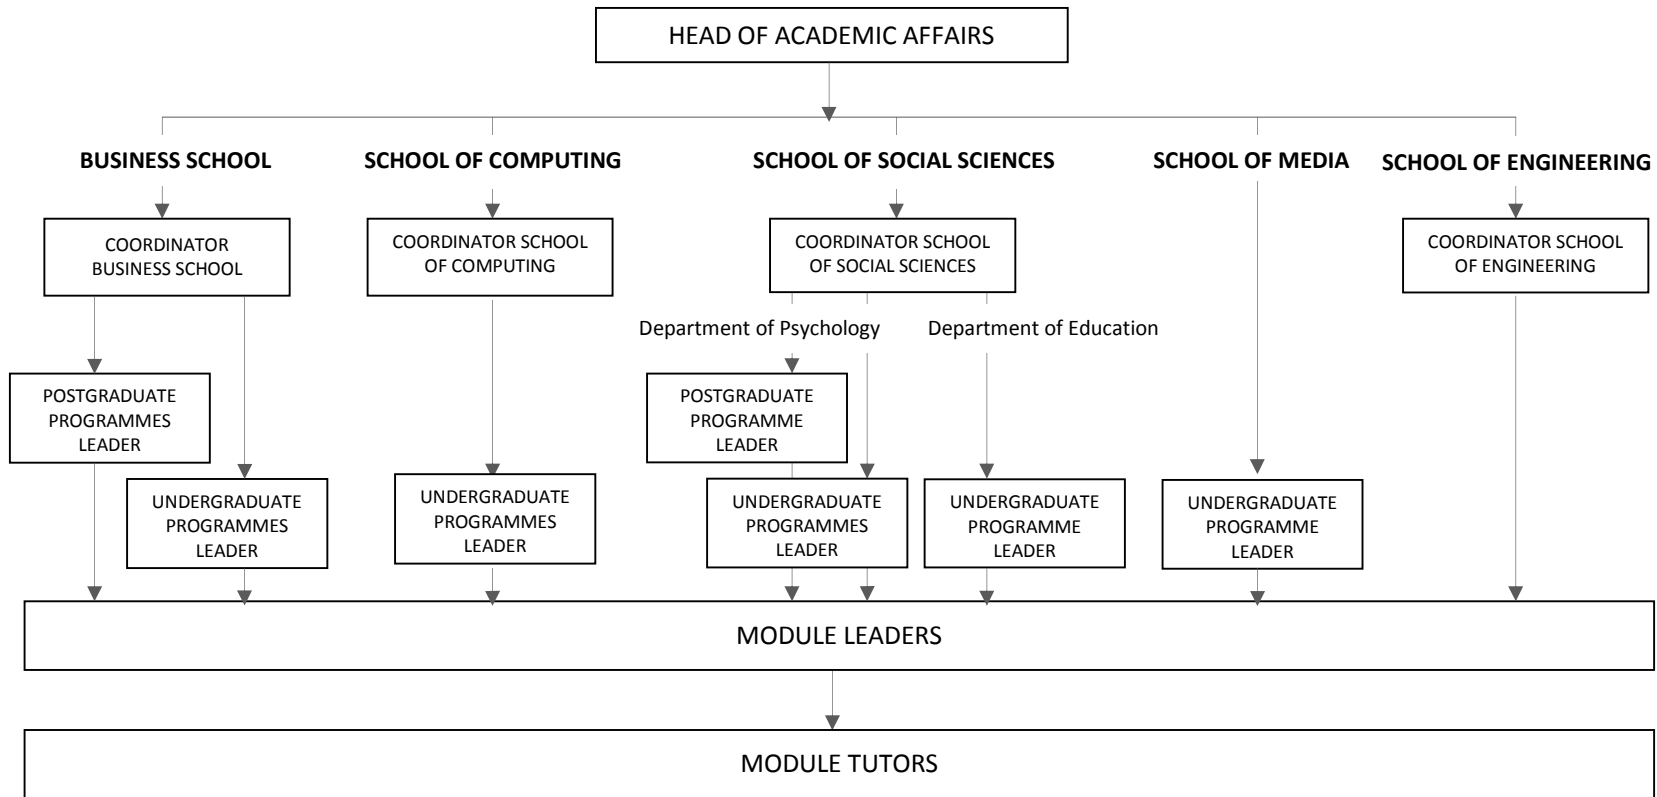 HEAD OF ACADEMIC AFFAIRS
BUSINESS SCHOOL
SCHOOL OF COMPUTING
SCHOOL OF SOCIAL SCIENCES
SCHOOL OF MEDIA
SCHOOL OF ENGINEERING
COORDINATOR
BUSINESS SCHOOL
COORDINATOR SCHOOL
OF COMPUTING
COORDINATOR SCHOOL
OF SOCIAL SCIENCES
COORDINATOR SCHOOL
OF ENGINEERING
Department of Psychology
Department of Education
POSTGRADUATE
PROGRAMMES
LEADER
POSTGRADUATE
PROGRAMME
LEADER
UNDERGRADUATE
PROGRAMMES
LEADER
UNDERGRADUATE
PROGRAMMES
LEADER
UNDERGRADUATE
PROGRAMMES
LEADER
UNDERGRADUATE
PROGRAMME
LEADER
UNDERGRADUATE
PROGRAMME
LEADER
MODULE LEADERS
MODULE TUTORS